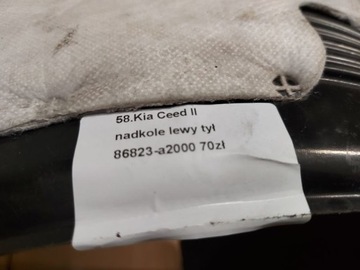 58.Kia Ceed II
nadkole lewy tył
86823-a2000 70zł